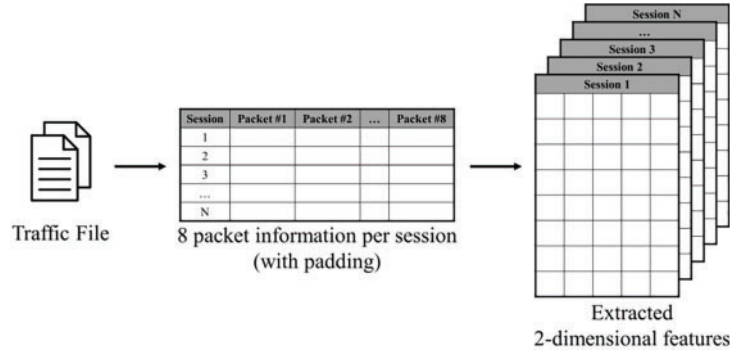 Traffic File
Session Packet #1 Packet #2 ... Packet #8
1
2
3
...
N
8 packet information per session
(with padding)
Session N
...
Session 3
Session 2
Session 1
Extracted
2-dimensional features